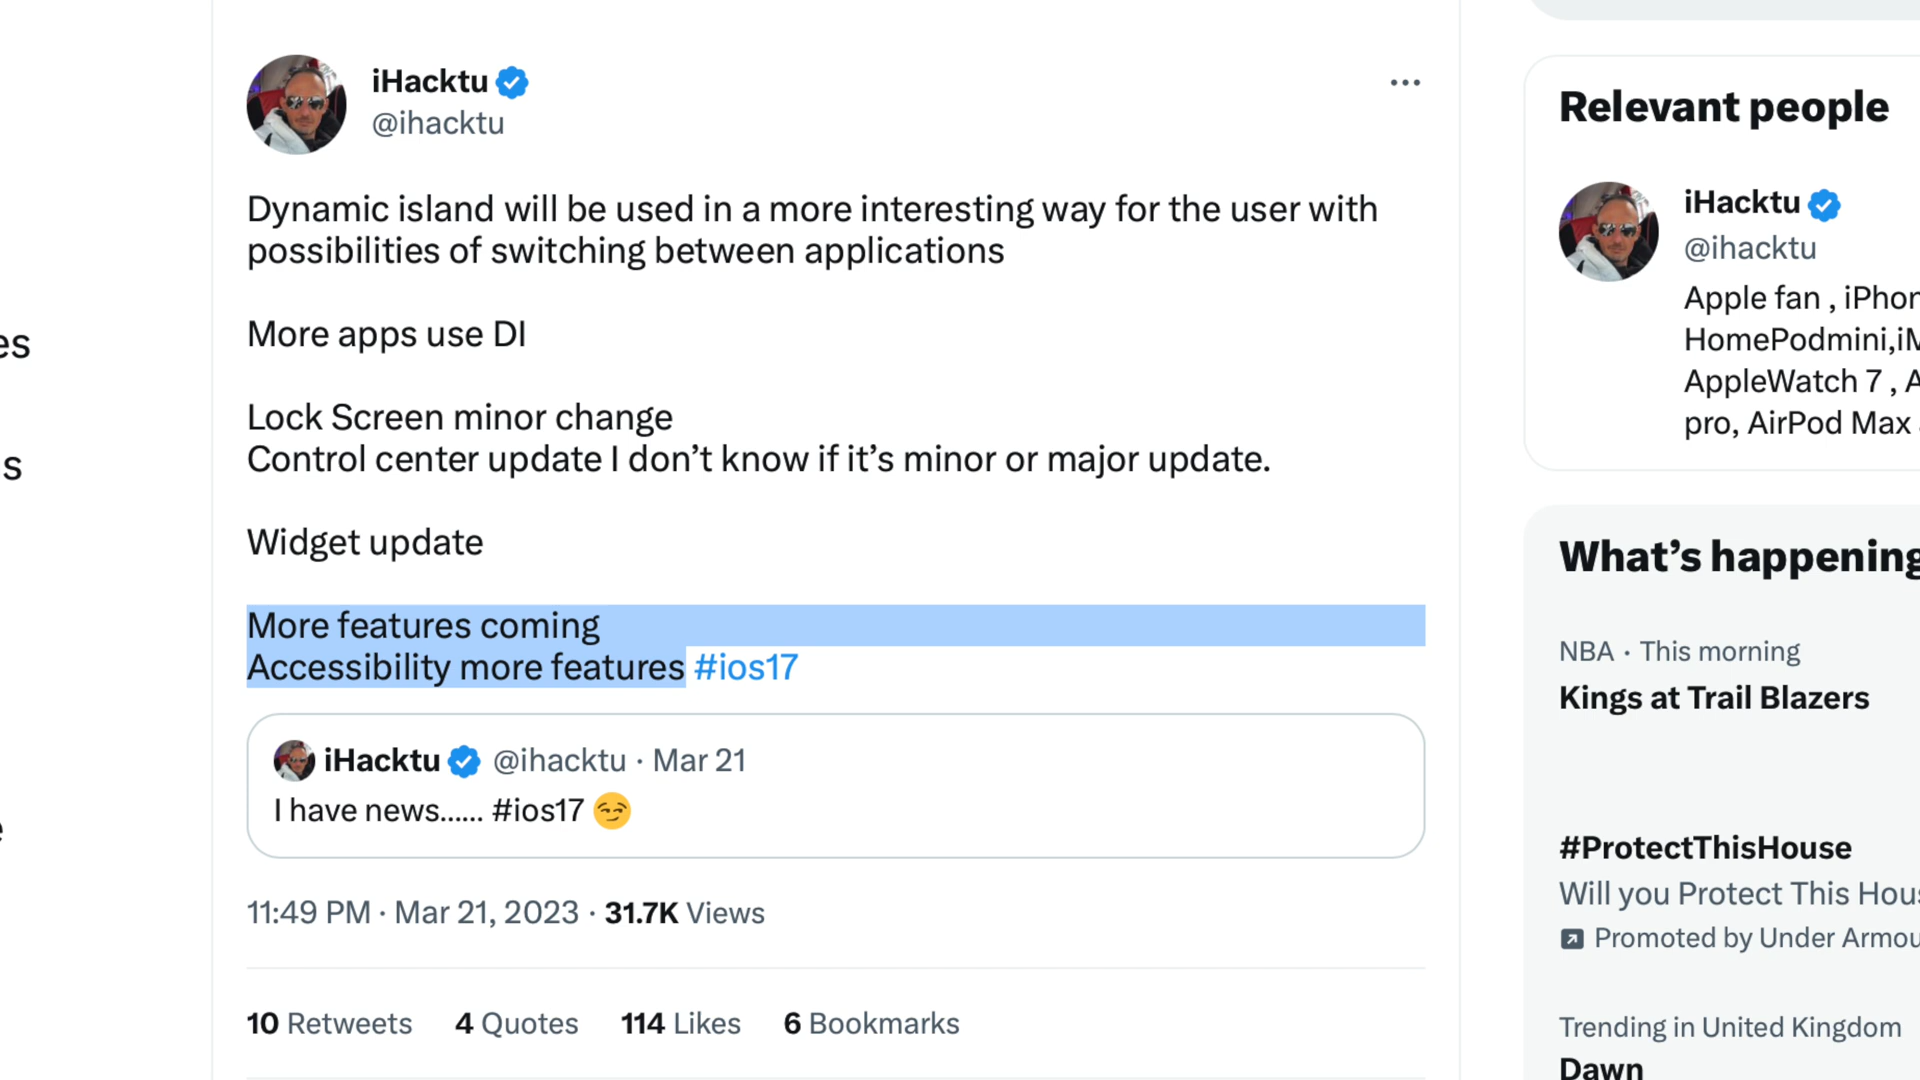 iHacktu
@ihacktu
Dynamic island will be used in a more interesting way for the user with
possibilities of switching between applications
More apps use DI
Lock Screen minor change
Control center update I don’t know if it’s minor or major update.
Widget update
More features coming
Accessibility more features #ios17
iHacktu @ihacktu · Mar 21
I have news...... #ios17 😏
11:49 PM · Mar 21, 2023 · 31.7K Views
10 Retweets 4 Quotes 114 Likes 6 Bookmarks
es
s
Relevant people
iHacktu
@ihacktu
Apple fan , iPhon
HomePodmini,iM
AppleWatch 7 , A
pro, AirPod Max
What’s happening
NBA · This morning
Kings at Trail Blazers
#ProtectThisHouse
Will you Protect This Hous
Promoted by Under Armou
Trending in United Kingdom
Dawn